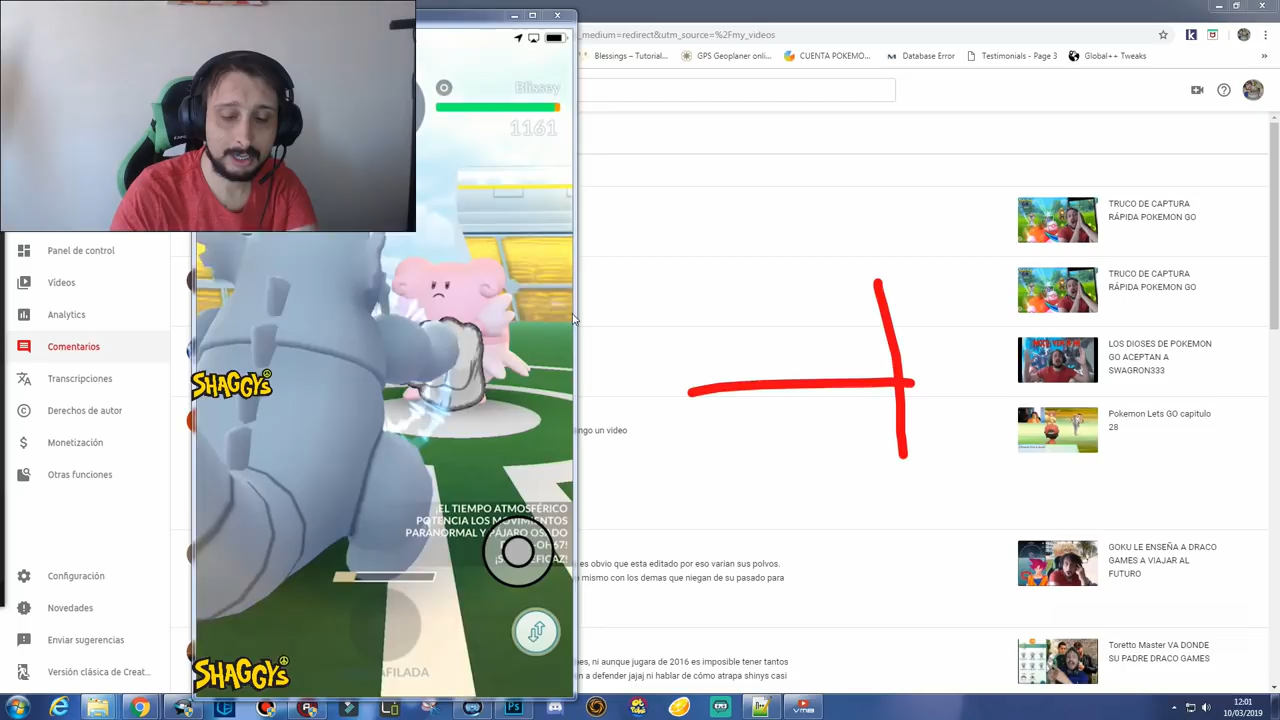 _medium=redirect&utm_source=%2Fmy_videos
Blessings – Tutorial...
GPS Geoplaner onli...
CUENTA POKEMO...
Database Error
Testimonials - Page 3
Global++ Tweaks
Blissey
1161
Panel de control
Vídeos
Analytics
Comentarios
Transcripciones
Derechos de autor
Monetización
Otras funciones
Configuración
Novedades
Enviar sugerencias
Versión clásica de Creat...
SHAGGYS
¡EL TIEMPO ATMOSFÉRICO
POTENCIA LOS MOVIMIENTOS
PARANORMAL Y PÁJARO OSADO
SHAGGYS
AFILADA
TRUCO DE CAPTURA
RÁPIDA POKEMON GO
TRUCO DE CAPTURA
RÁPIDA POKEMON GO
LOS DIOSES DE POKEMON
GO ACEPTAN A
SWAGRON333
un video
Pokemon Lets GO capitulo
28
es obvio que esta editado por eso varian sus polvos.
mismo con los demas que niegan de su pasado para
GOKU LE ENSEÑA A DRACO
GAMES A VIAJAR AL
FUTURO
ni aunque jugara de 2016 es imposible tener tantos
a defender jajaj ni hablar de cómo atrapa shinys casi
Toretto Master VA DONDE
SU PADRE DRACO GAMES
12:01
10/03/2019